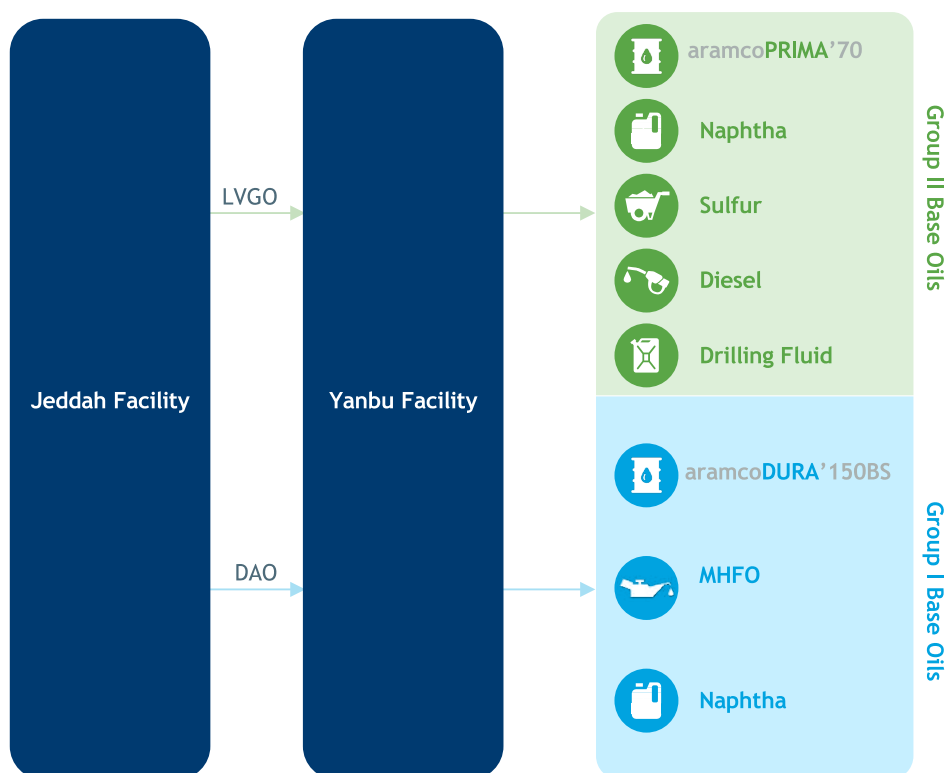 Jeddah Facility
LVGO
DAO
Yanbu Facility
aramcoPRIMA’70
Naphtha
Sulfur
Diesel
Drilling Fluid
Group II Base Oils
aramcoDURA’150BS
MHFO
Naphtha
Group I Base Oils